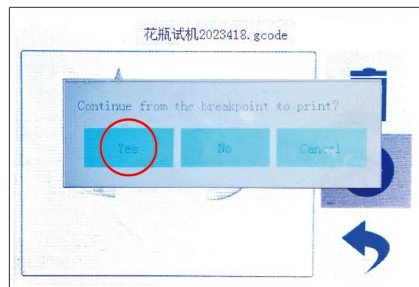 花瓶试机2023418.gcode
Continue from the breakpoint to print?
Yes
No
Cancel